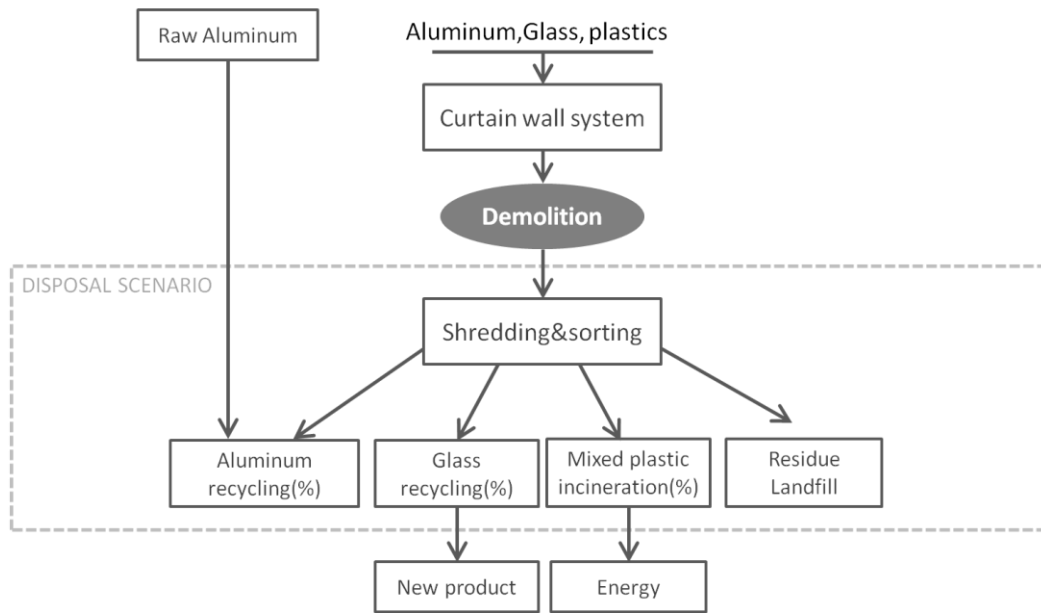 Raw Aluminum
Aluminum,Glass, plastics
Curtain wall system
Demolition
DISPOSAL SCENARIO
Shredding&sorting
Aluminum
recycling(%)
Glass
recycling(%)
Mixed plastic
incineration(%)
Residue
Landfill
New product
Energy